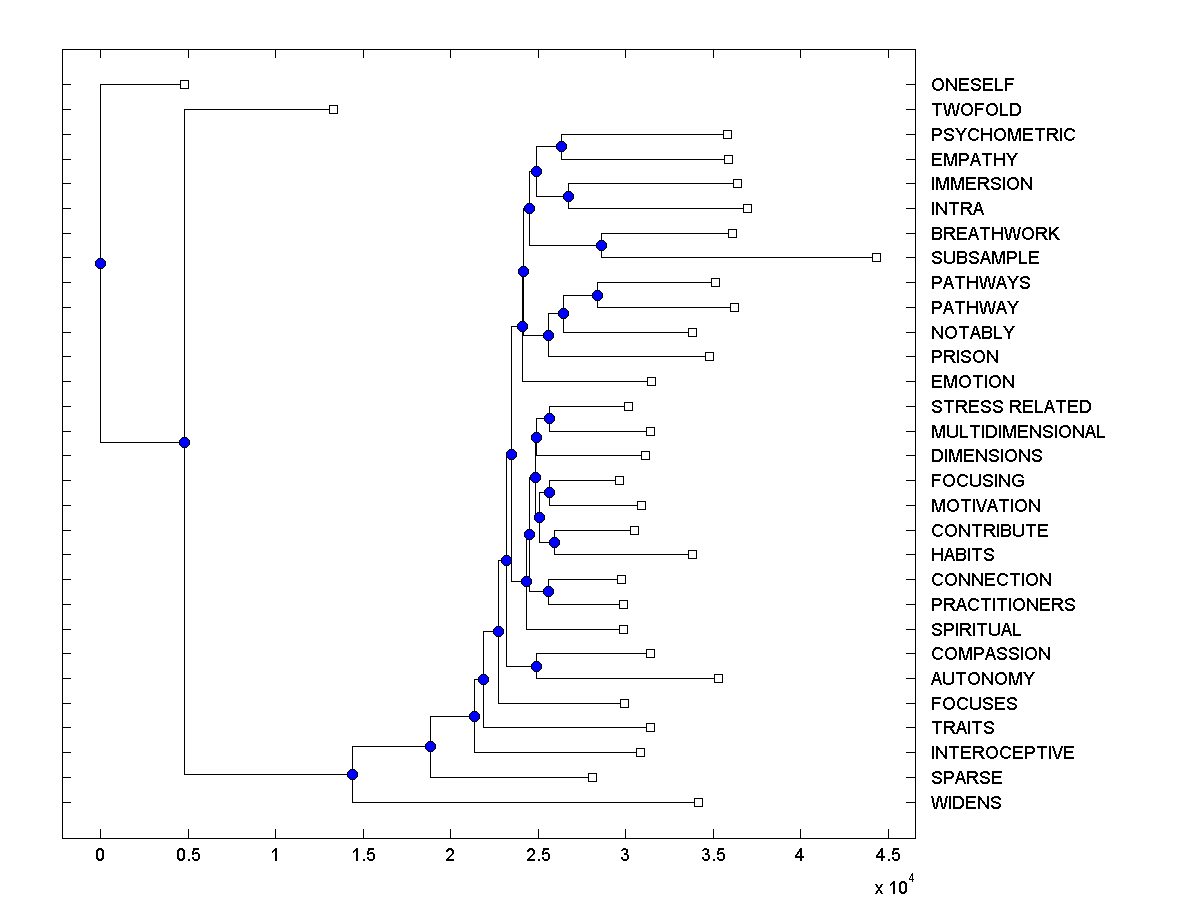 ONESELF
TWOFOLD
PSYCHOMETRIC
EMPATHY
IMMERSION
INTRA
BREATHWORK
SUBSAMPLE
PATHWAYS
PATHWAY
NOTABLY
PRISON
EMOTION
STRESS RELATED
MULTIDIMENSIONAL
DIMENSIONS
FOCUSING
MOTIVATION
CONTRIBUTE
HABITS
CONNECTION
PRACTITIONERS
SPIRITUAL
COMPASSION
AUTONOMY
FOCUSES
TRAITS
INTEROCEPTIVE
SPARSE
WIDENS
0 0.5 1 1.5 2 2.5 3 3.5 4 4.5
x 10^4